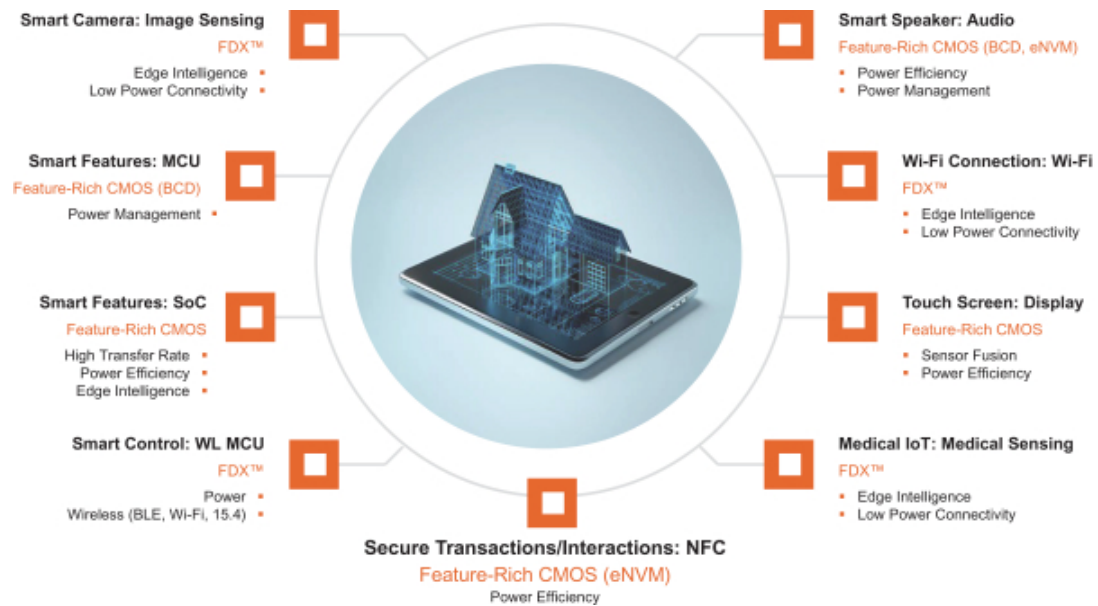 Smart Camera: Image Sensing
FDX™
Edge Intelligence ▪
Low Power Connectivity ▪
Smart Features: MCU
Feature-Rich CMOS (BCD)
Power Management ▪
Smart Features: SoC
Feature-Rich CMOS
High Transfer Rate ▪
Power Efficiency ▪
Edge Intelligence ▪
Smart Control: WL MCU
FDX™
Power ▪
Wireless (BLE, Wi-Fi, 15.4) ▪
Secure Transactions/Interactions: NFC
Feature-Rich CMOS (eNVM)
Power Efficiency
Smart Speaker: Audio
Feature-Rich CMOS (BCD, eNVM)
▪ Power Efficiency
▪ Power Management
Wi-Fi Connection: Wi-Fi
FDX™
▪ Edge Intelligence
▪ Low Power Connectivity
Touch Screen: Display
Feature-Rich CMOS
▪ Sensor Fusion
▪ Power Efficiency
Medical IoT: Medical Sensing
FDX™
▪ Edge Intelligence
▪ Low Power Connectivity